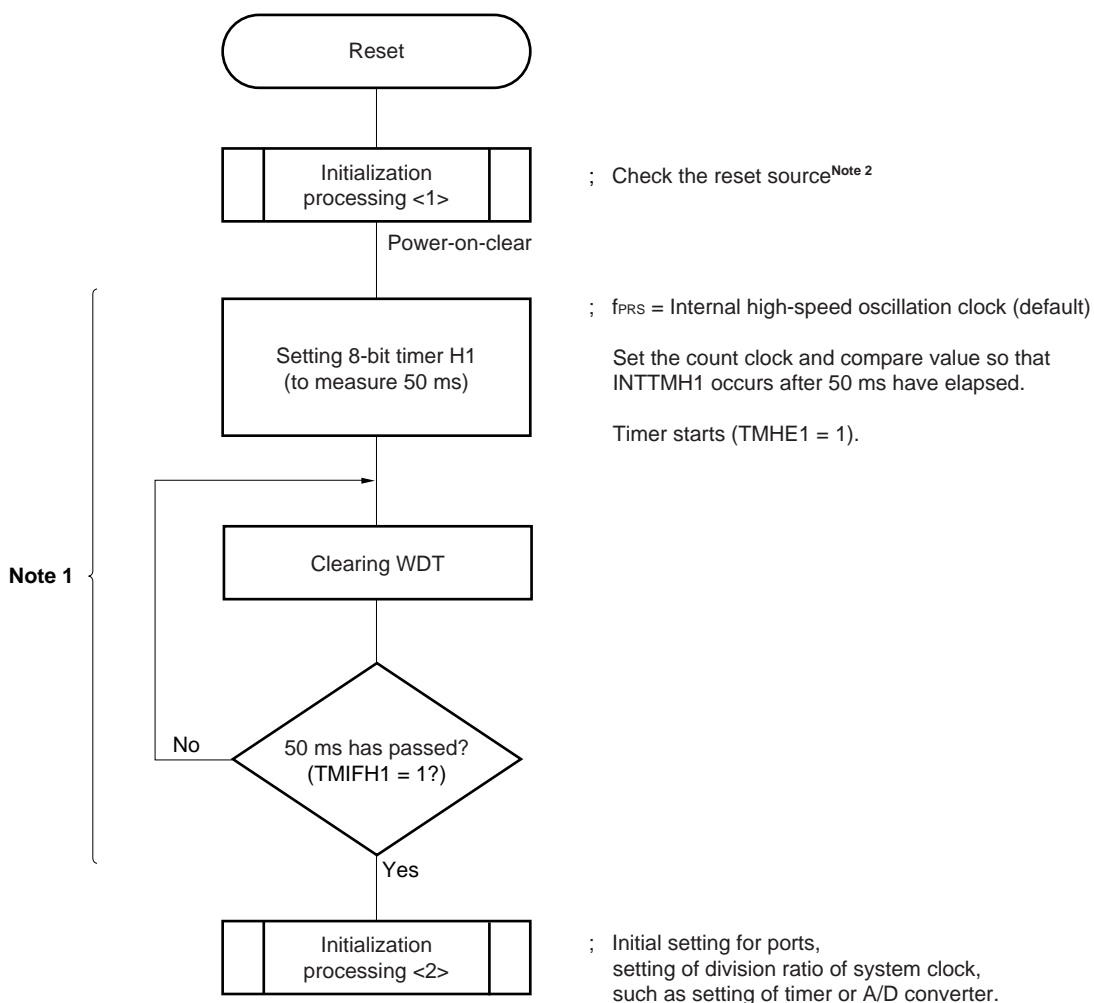 Reset
Initialization
processing <1>
; Check the reset source Note 2
Power-on-clear
Setting 8-bit timer H1
(to measure 50 ms)
; fPRS = Internal high-speed oscillation clock (default)
Set the count clock and compare value so that
INTTMH1 occurs after 50 ms have elapsed.
Timer starts (TMHE1 = 1).
Note 1
Clearing WDT
No
50 ms has passed?
(TMIFH1 = 1?)
Yes
Initialization
processing <2>
; Initial setting for ports,
setting of division ratio of system clock,
such as setting of timer or A/D converter.